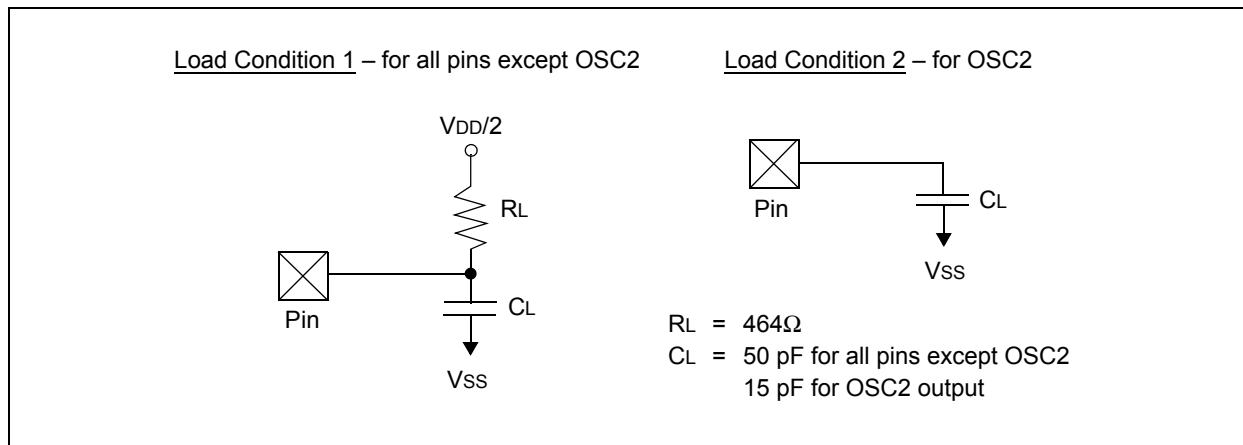 Load Condition 1 – for all pins except OSC2
VDD/2
RL
Pin
CL
VSS
Load Condition 2 – for OSC2
Pin
CL
VSS
RL = 464Ω
CL = 50 pF for all pins except OSC2
15 pF for OSC2 output